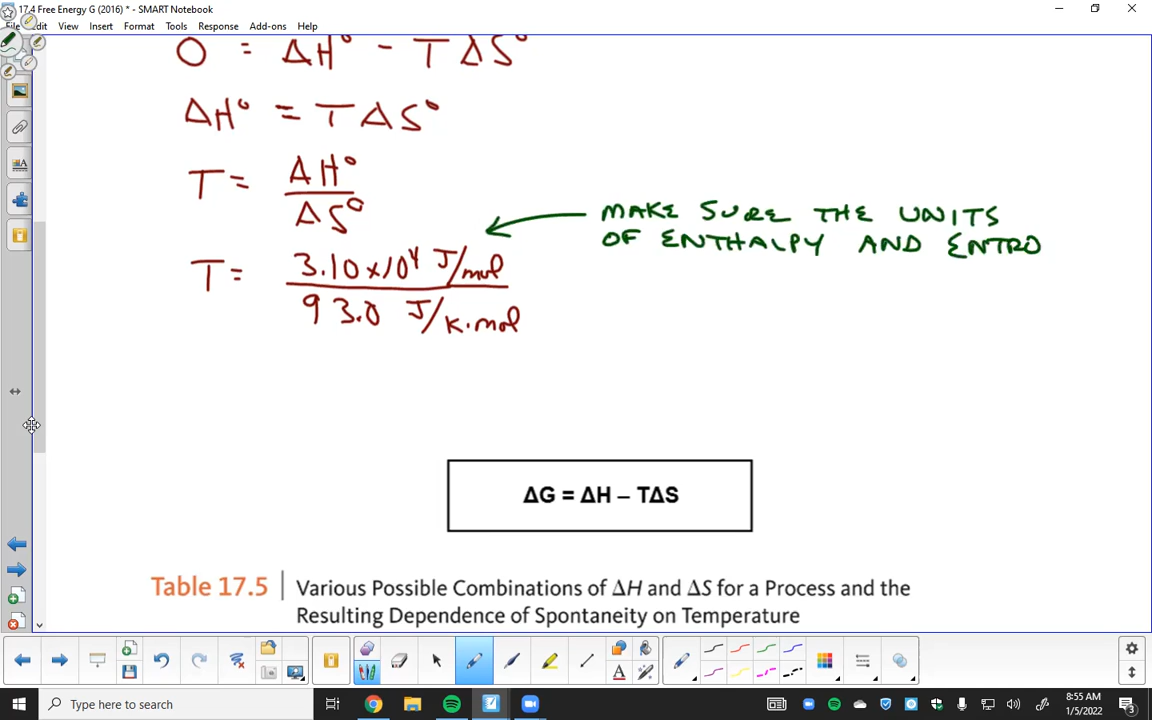 17.4 Free Energy G (2016) * - SMART Notebook
File Edit View Insert Format Tools Response Add-ons Help
0 = ΔH° - TΔS°
ΔH° = TΔS°
T = ΔH°
ΔS°
MAKE SURE THE UNITS
OF ENTHALPY AND ENTRO
T = 3.10x10⁴ J/mol
93.0 J/K·mol
ΔG = ΔH – TΔS
Table 17.5 Various Possible Combinations of ΔH and ΔS for a Process and the
Resulting Dependence of Spontaneity on Temperature
Type here to search
8:55 AM
1/5/2022
3